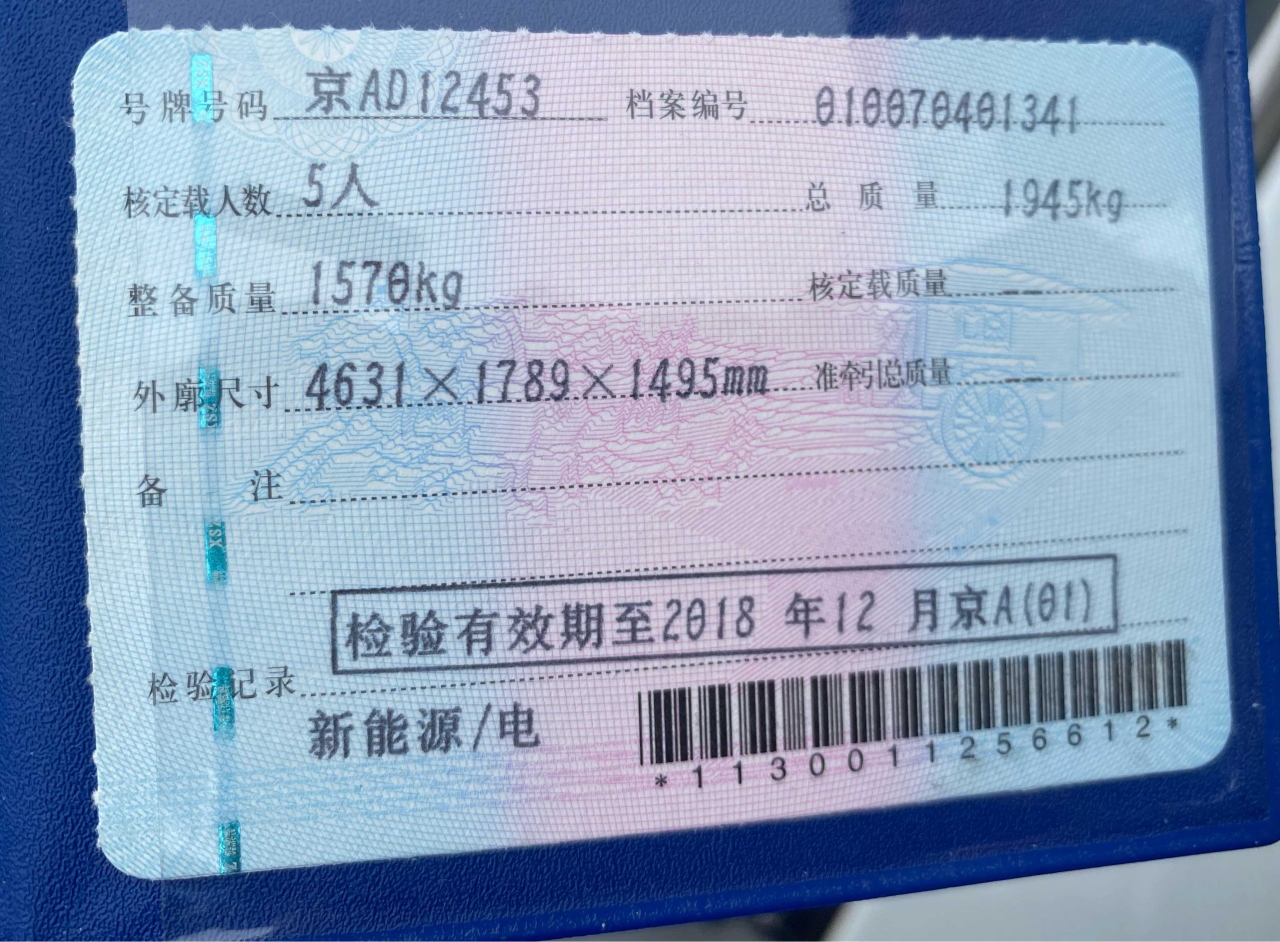 号牌号码 京AD12453 档案编号 010070401341
核定载人数 5人 总质量 1945kg
整备质量 1570kg 核定载质量 --
外廓尺寸 4631×1789×1495mm 准牵引总质量 --
备注
检验有效期至2018 年12 月京A(01)
检验记录
新能源/电
*1130011256612*